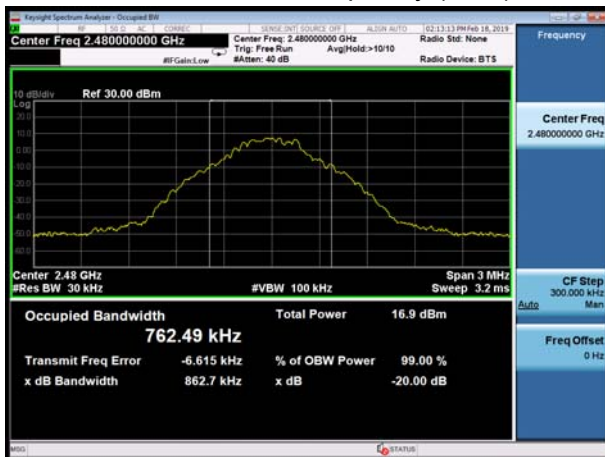 Keysight Spectrum Analyzer - Occupied BW
RF 50 Ω AC CORREC SENSE:INT SOURCE OFF ALIGN AUTO 02:13:13 PM Feb 18, 2019
Center Freq 2.480000000 GHz
Center Freq: 2.480000000 GHz
Radio Std: None
Trig: Free Run Avg|Hold:>10/10
#IFGain:Low #Atten: 40 dB Radio Device: BTS
Frequency
10 dB/div Ref 30.00 dBm
Log
20.0
10.0
0.00
-10.0
-20.0
-30.0
-40.0
-50.0
-60.0
Center Freq
2.480000000 GHz
Center 2.48 GHz Span 3 MHz
#Res BW 30 kHz #VBW 100 kHz Sweep 3.2 ms
CF Step
300.000 kHz
Auto Man
Occupied Bandwidth Total Power 16.9 dBm
762.49 kHz
Transmit Freq Error -6.615 kHz % of OBW Power 99.00 %
x dB Bandwidth 862.7 kHz x dB -20.00 dB
Freq Offset
0 Hz
MSG STATUS